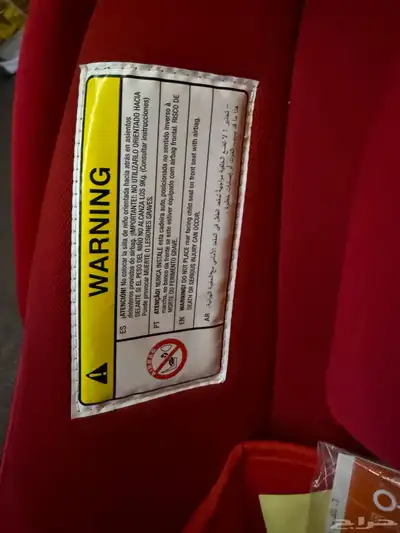 WARNING
ES ¡ATENCIÓN! No colocar la silla de niño orientada hacia atrás en asientos
delanteros provistos de airbag. ¡IMPORTANTE!: NO UTILIZARLO ORIENTADO HACIA
DELANTE SI EL PESO DEL NIÑO NO ALCANZA LOS 9Kg. (Consultar instrucciones)
Puede provocar MUERTE O LESIONES GRAVES.
PT ATENÇÃO! NUNCA INSTALE esta cadeira auto, posicionada no sentido inverso à
marcha, no banco da frente se este estiver equipado com airbag frontal. RISCO DE
MORTE OU FERIMENTO GRAVE.
EN WARNING! DO NOT PLACE rear facing child seat on front seat with airbag.
DEATH OR SERIOUS INJURY CAN OCCUR.
AR
حراج